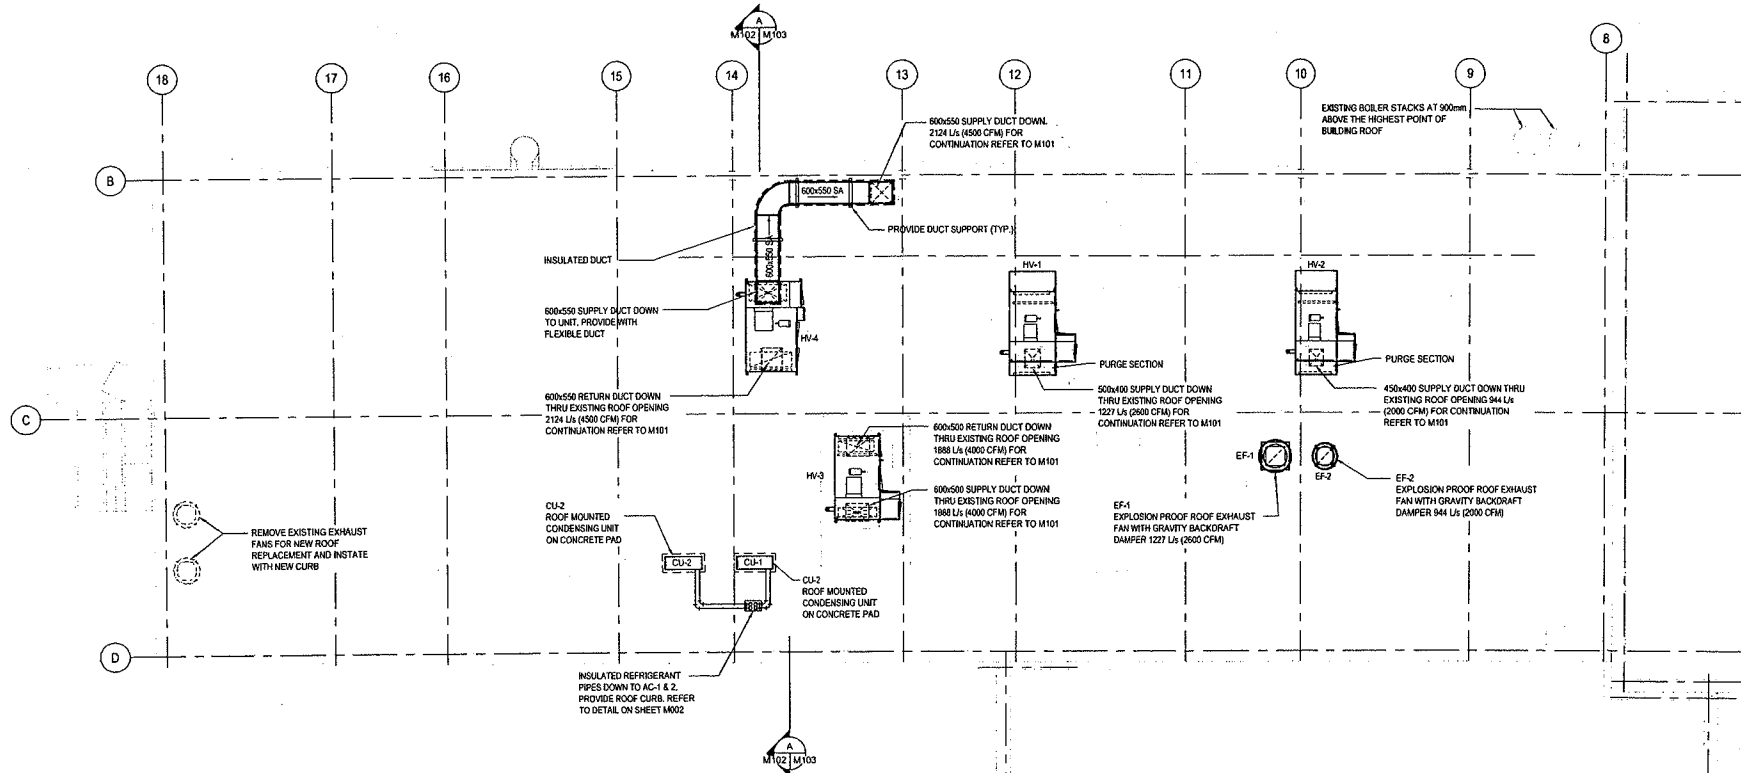 A
M102 M103
18
17
16
15
14
13
12
11
10
9
8
EXISTING BOILER STACKS AT 900mm
ABOVE THE HIGHEST POINT OF
BUILDING ROOF
600x550 SUPPLY DUCT DOWN.
2124 L/s (4500 CFM) FOR
CONTINUATION REFER TO M101
B
600x550 SA
PROVIDE DUCT SUPPORT (TYP.)
INSULATED DUCT
600x550 SA
HV-1
HV-2
600x550 SUPPLY DUCT DOWN
TO UNIT, PROVIDE WITH
FLEXIBLE DUCT
HV-4
PURGE SECTION
PURGE SECTION
600x550 RETURN DUCT DOWN
THRU EXISTING ROOF OPENING
2124 L/s (4500 CFM) FOR
CONTINUATION REFER TO M101
500x400 SUPPLY DUCT DOWN
THRU EXISTING ROOF OPENING
1227 L/s (2600 CFM) FOR
CONTINUATION REFER TO M101
450x400 SUPPLY DUCT DOWN THRU
EXISTING ROOF OPENING 944 L/s
(2000 CFM) FOR CONTINUATION
REFER TO M101
C
600x500 RETURN DUCT DOWN
THRU EXISTING ROOF OPENING
1888 L/s (4000 CFM) FOR
CONTINUATION REFER TO M101
HV-3
600x500 SUPPLY DUCT DOWN
THRU EXISTING ROOF OPENING
1868 L/s (4000 CFM) FOR
CONTINUATION REFER TO M101
EF-1
EF-2
EF-1
EXPLOSION PROOF ROOF EXHAUST
FAN WITH GRAVITY BACKDRAFT
DAMPER 1227 L/s (2600 CFM)
EF-2
EXPLOSION PROOF ROOF EXHAUST
FAN WITH GRAVITY BACKDRAFT
DAMPER 944 L/s (2000 CFM)
REMOVE EXISTING EXHAUST
FANS FOR NEW ROOF
REPLACEMENT AND INSTATE
WITH NEW CURB
CU-2
ROOF MOUNTED
CONDENSING UNIT
ON CONCRETE PAD
CU-2
CU-1
CU-2
ROOF MOUNTED
CONDENSING UNIT
ON CONCRETE PAD
D
INSULATED REFRIGERANT
PIPES DOWN TO AC-1 & 2.
PROVIDE ROOF CURB. REFER
TO DETAIL ON SHEET M002
A
M102 M103